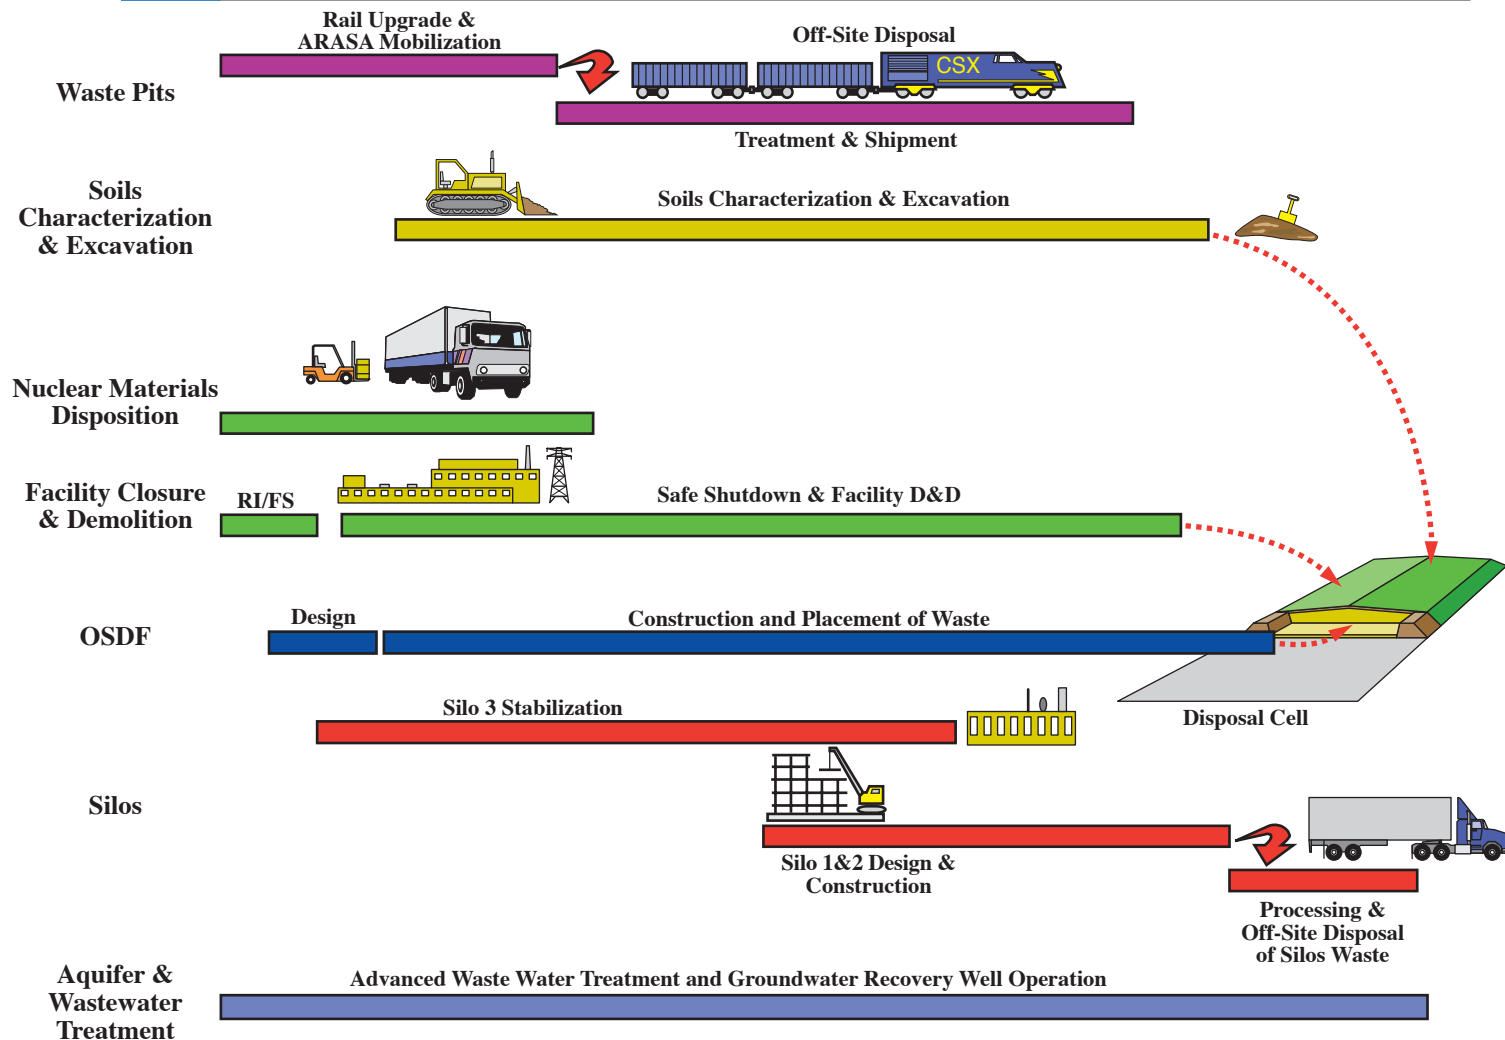 Rail Upgrade &
ARASA Mobilization
Off-Site Disposal
CSX
Waste Pits
Treatment & Shipment
Soils
Characterization
& Excavation
Soils Characterization & Excavation
Nuclear Materials
Disposition
Facility Closure
& Demolition
RI/FS
Safe Shutdown & Facility D&D
OSDF
Design
Construction and Placement of Waste
Disposal Cell
Silo 3 Stabilization
Silos
Silo 1&2 Design &
Construction
Processing &
Off-Site Disposal
of Silos Waste
Aquifer &
Wastewater
Treatment
Advanced Waste Water Treatment and Groundwater Recovery Well Operation